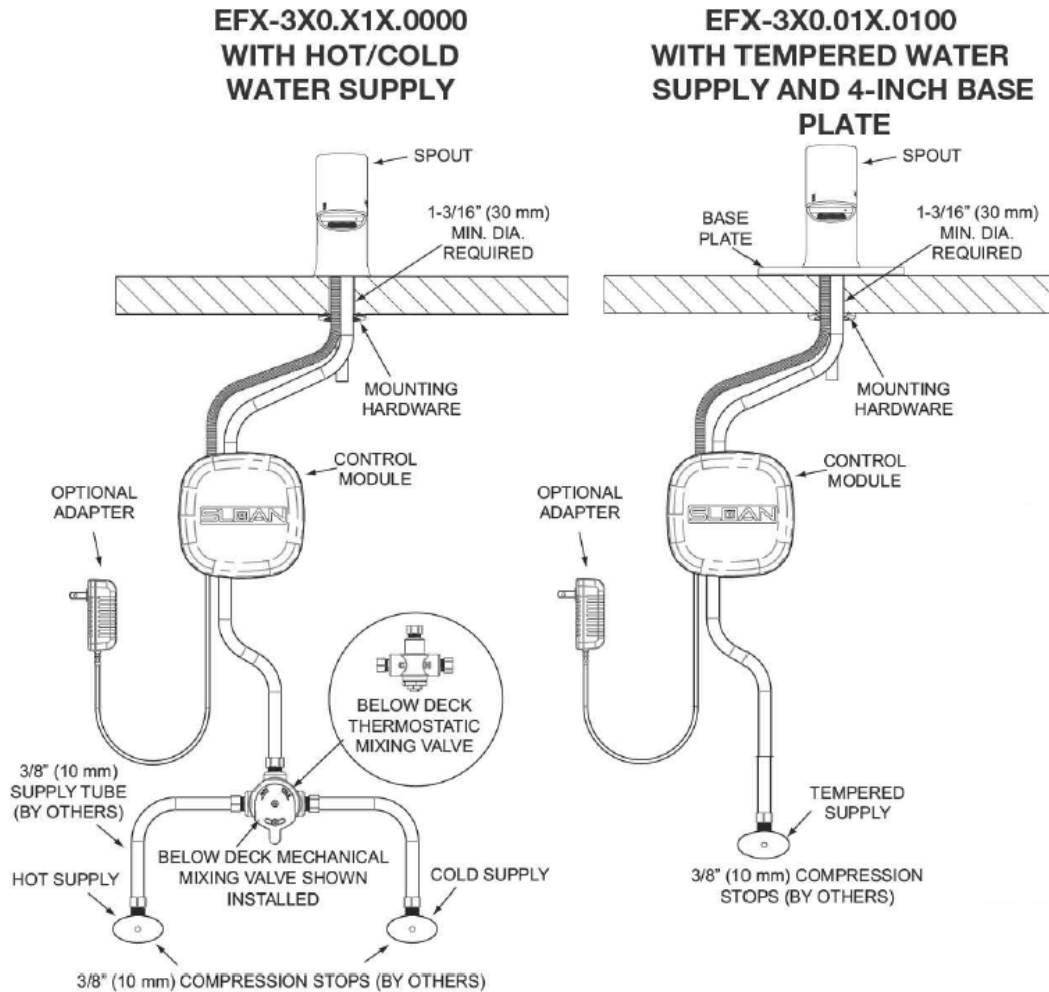 EFX-3X0.X1X.0000
WITH HOT/COLD
WATER SUPPLY
SPOUT
1-3/16" (30 mm)
MIN. DIA.
REQUIRED
MOUNTING
HARDWARE
CONTROL
MODULE
OPTIONAL
ADAPTER
SLOAN
BELOW DECK
THERMOSTATIC
MIXING VALVE
3/8" (10 mm)
SUPPLY TUBE
(BY OTHERS)
BELOW DECK MECHANICAL
MIXING VALVE SHOWN
INSTALLED
HOT SUPPLY
COLD SUPPLY
3/8" (10 mm) COMPRESSION STOPS (BY OTHERS)
EFX-3X0.01X.0100
WITH TEMPERED WATER
SUPPLY AND 4-INCH BASE
PLATE
SPOUT
BASE
PLATE
1-3/16" (30 mm)
MIN. DIA.
REQUIRED
MOUNTING
HARDWARE
CONTROL
MODULE
OPTIONAL
ADAPTER
SLOAN
TEMPERED
SUPPLY
3/8" (10 mm) COMPRESSION
STOPS (BY OTHERS)